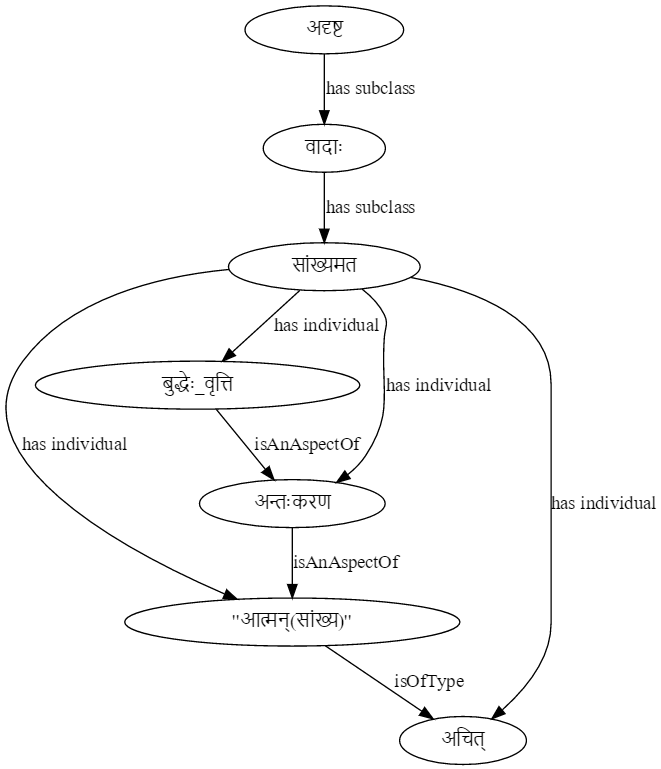 अदृष्ट
has subclass
वादाः
has subclass
सांख्यमत
has individual
बुद्धेः_वृत्ति
has individual
has individual
isAnAspectOf
अन्तःकरण
has individual
isAnAspectOf
"आत्मन्(सांख्य)"
isOfType
अचित्